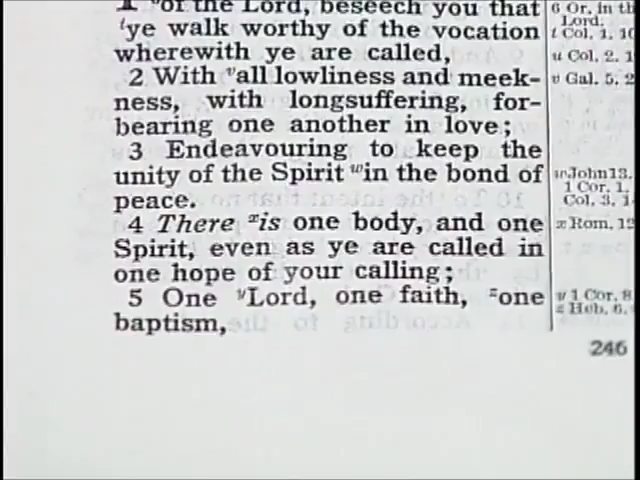 of the Lord, beseech you that
ye walk worthy of the vocation
wherewith ye are called,
2 With all lowliness and meek-
ness, with longsuffering, for-
bearing one another in love;
3 Endeavouring to keep the
unity of the Spirit in the bond of
peace.
4 There is one body, and one
Spirit, even as ye are called in
one hope of your calling;
5 One Lord, one faith, one
baptism,
6 Or, in th
Lord;
t Col. 1. 10
u Col. 2. 1
v Gal. 5. 2
w John 13.
1 Cor. 1.
Col. 3. 1
x Rom. 12
y 1 Cor. 8
z Heb. 6.
246